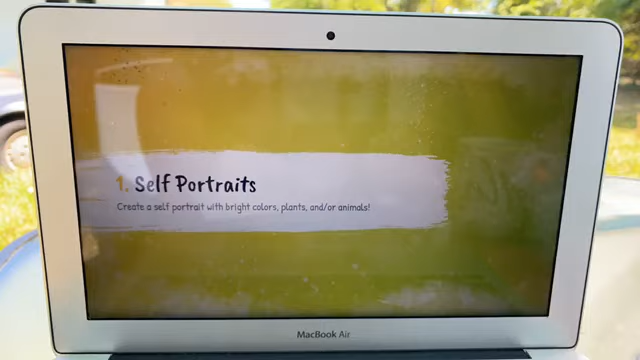 1. Self Portraits
Create a self portrait with bright colors, plants, and/or animals!
MacBook Air